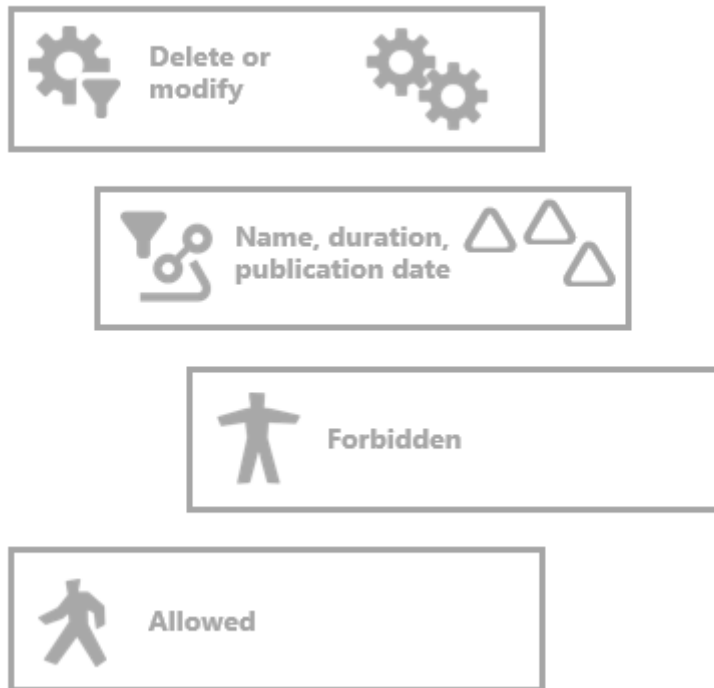 Delete or
modify
Name, duration,
publication date
Forbidden
Allowed